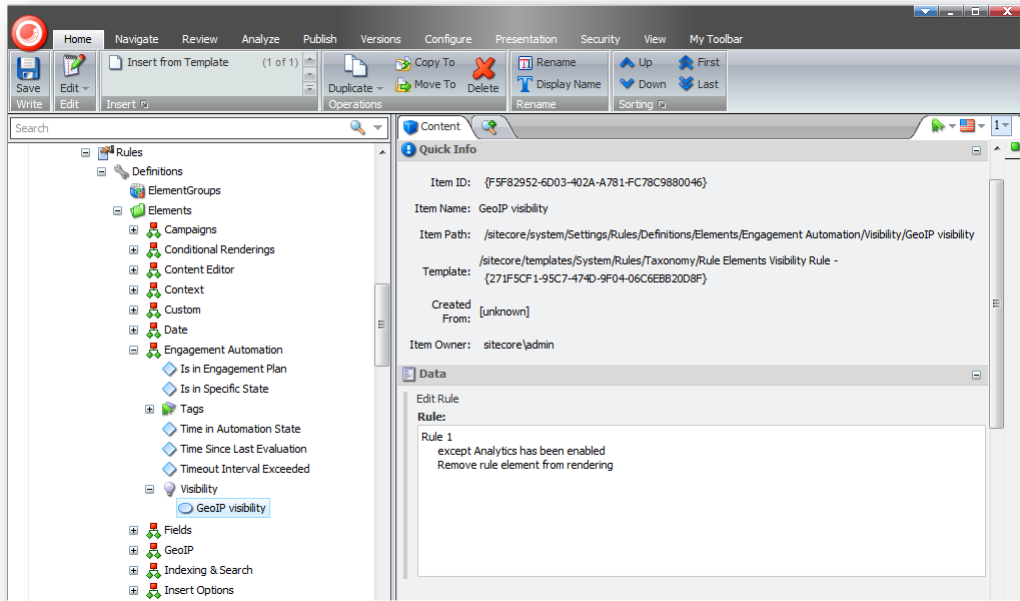 Home Navigate Review Analyze Publish Versions Configure Presentation Security View My Toolbar
Save
Write
Edit
Edit
Insert from Template (1 of 1)
Insert
Duplicate
Copy To
Move To
Delete
Operations
Rename
Display Name
Rename
Up
Down
First
Last
Sorting
Search
Rules
Definitions
ElementGroups
Elements
Campaigns
Conditional Renderings
Content Editor
Context
Custom
Date
Engagement Automation
Is in Engagement Plan
Is in Specific State
Tags
Time in Automation State
Time Since Last Evaluation
Timeout Interval Exceeded
Visibility
GeoIP visibility
Fields
GeoIP
Indexing & Search
Insert Options
Content
1
Quick Info
Item ID: {F5F82952-6D03-402A-A781-FC78C9880046}
Item Name: GeoIP visibility
Item Path: /sitecore/system/Settings/Rules/Definitions/Elements/Engagement Automation/Visibility/GeoIP visibility
Template: /sitecore/templates/System/Rules/Taxonomy/Rule Elements Visibility Rule -
{271F5CF1-95C7-474D-9F04-06C6EBB20D8F}
Created
From: [unknown]
Item Owner: sitecore\admin
Data
Edit Rule
Rule:
Rule 1
except Analytics has been enabled
Remove rule element from rendering